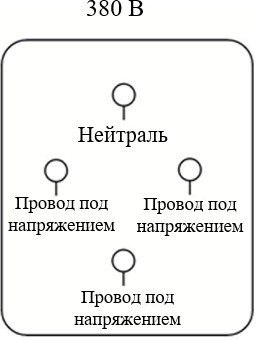 380 В
Нейтраль
Провод под
напряжением
Провод под
напряжением
Провод под
напряжением